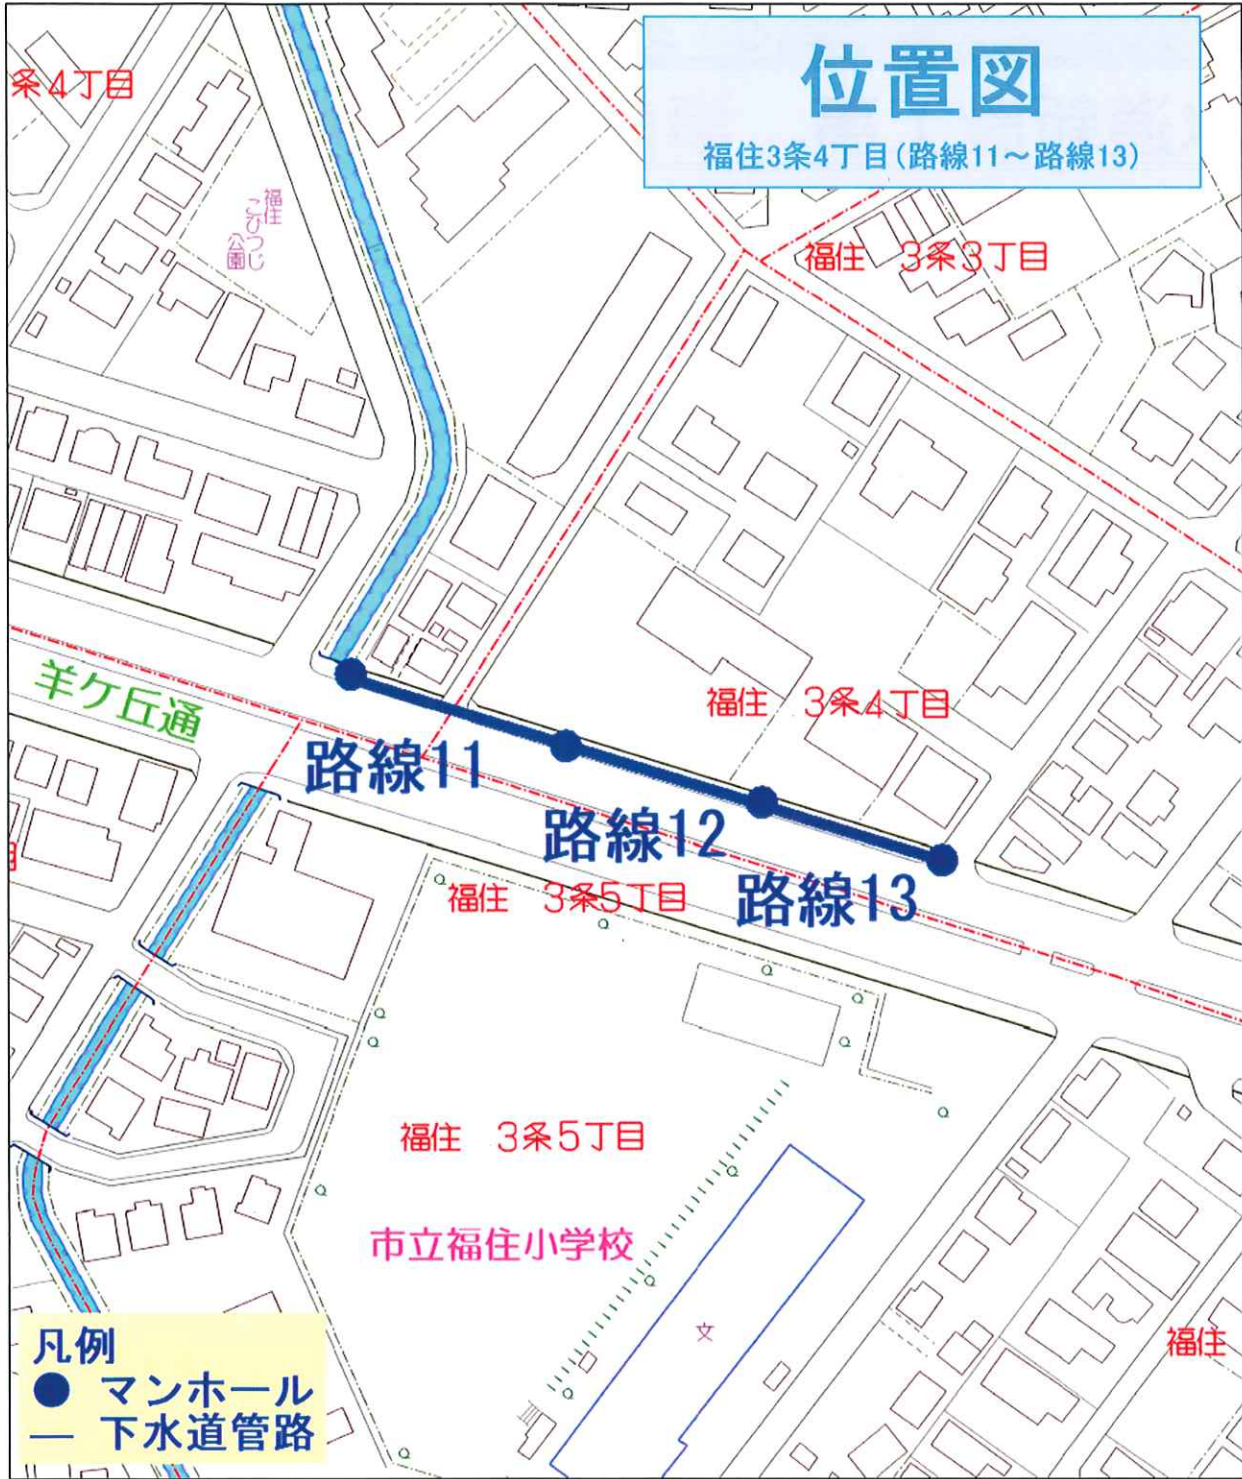 位置図
福住3条4丁目(路線11～路線13)
条4丁目
福住
こひつじ
公園
福住 3条3丁目
羊ケ丘通
福住 3条4丁目
路線11
路線12
路線13
福住 3条5丁目
福住 3条5丁目
市立福住小学校
文
福住
凡例
● マンホール
― 下水道管路